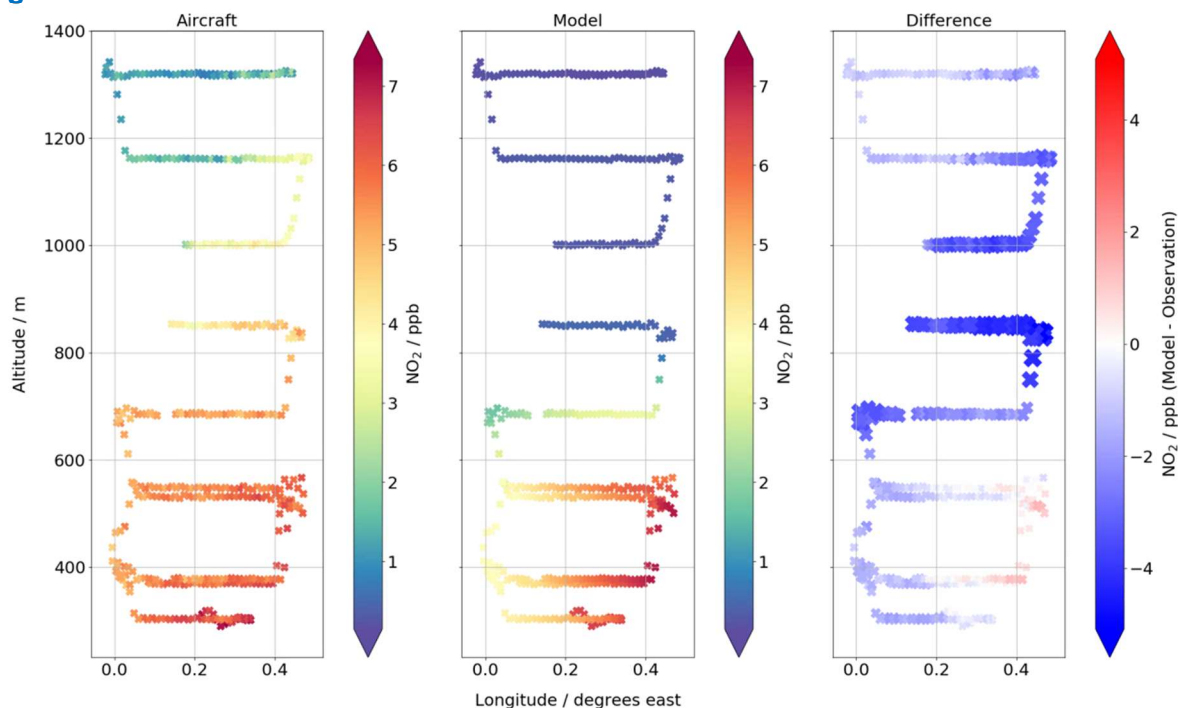 Aircraft
Model
Difference
1400
1200
1000
800
600
400
Altitude / m
0.0 0.2 0.4
7
6
5
4
3
2
1
NO₂ / ppb
0.0 0.2 0.4
Longitude / degrees east
7
6
5
4
3
2
1
NO₂ / ppb
0.0 0.2 0.4
4
2
0
−2
−4
NO₂ / ppb (Model - Observation)